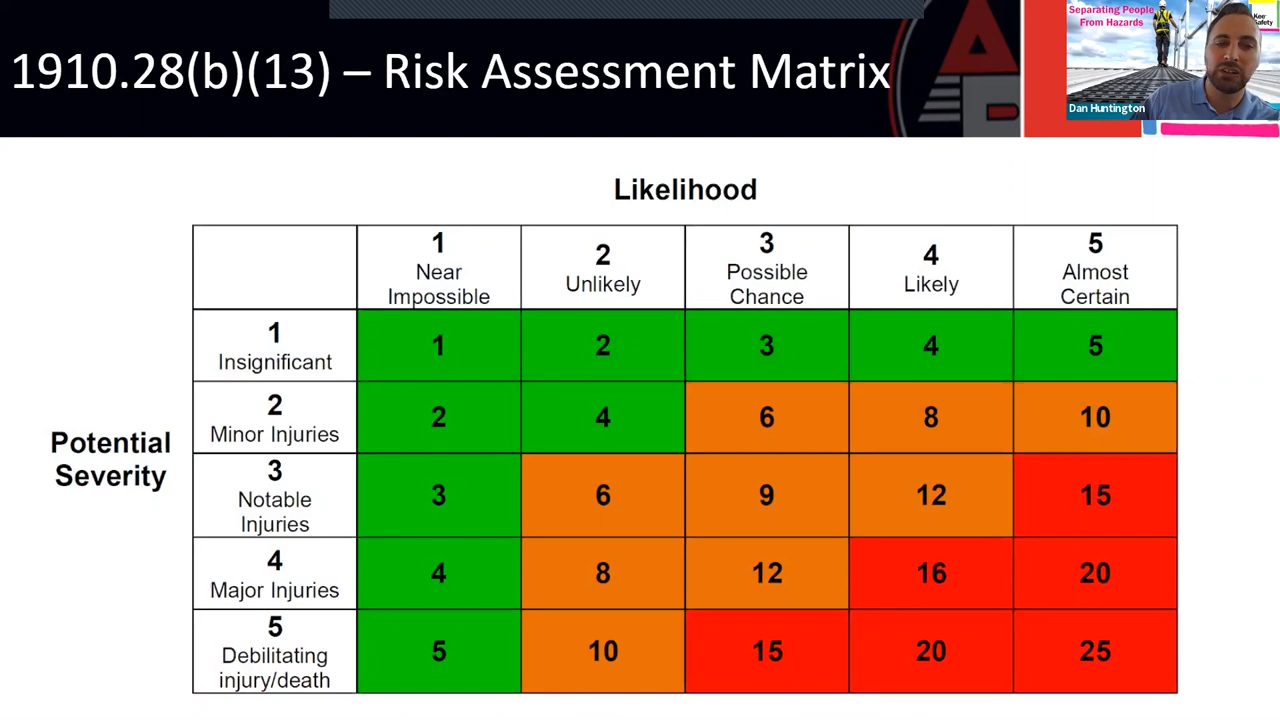 1910.28(b)(13) – Risk Assessment Matrix
Separating People
From Hazards
Kee
Safety
Dan Huntington
Likelihood
1
Near
Impossible
2
Unlikely
3
Possible
Chance
4
Likely
5
Almost
Certain
1
Insignificant
1
2
3
4
5
Potential
Severity
2
Minor Injuries
2
4
6
8
10
3
Notable
Injuries
3
6
9
12
15
4
Major Injuries
4
8
12
16
20
5
Debilitating
injury/death
5
10
15
20
25